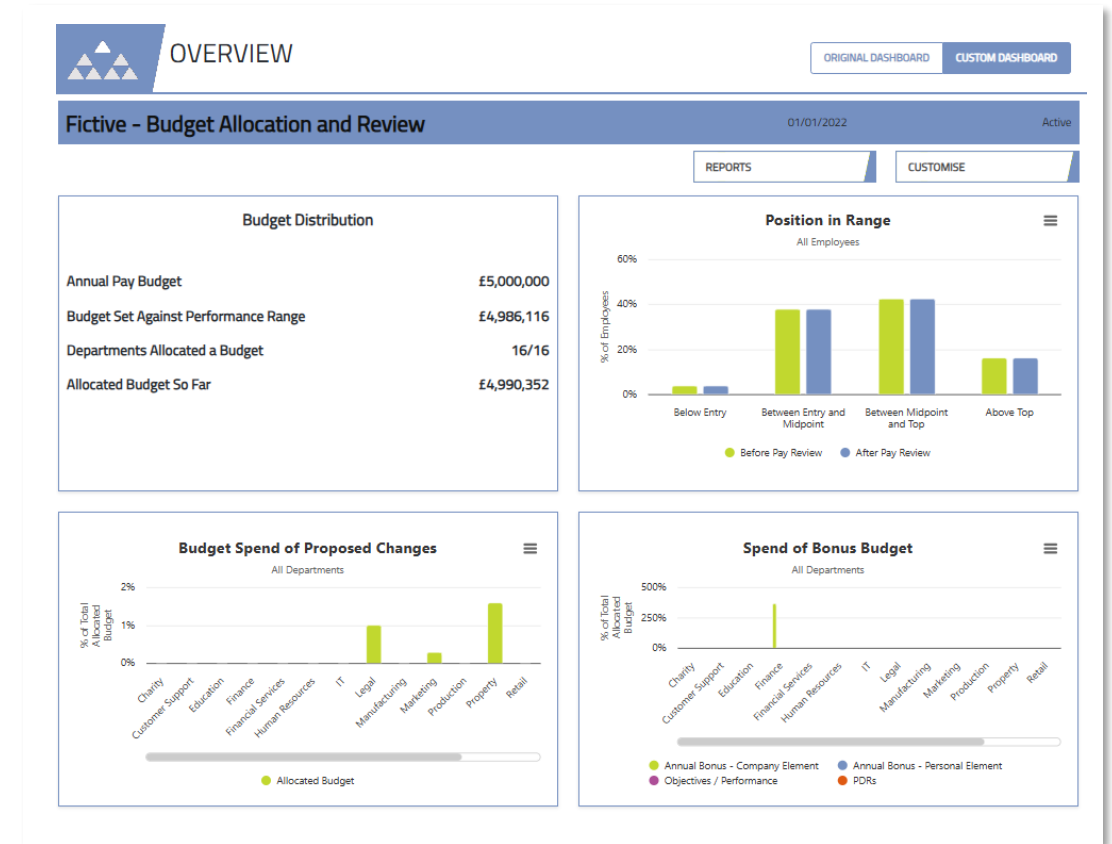 OVERVIEW
ORIGINAL DASHBOARD
CUSTOM DASHBOARD
Fictive - Budget Allocation and Review
01/01/2022
Active
REPORTS
CUSTOMISE
Budget Distribution
Annual Pay Budget £5,000,000
Budget Set Against Performance Range £4,986,116
Departments Allocated a Budget 16/16
Allocated Budget So Far £4,990,352
Position in Range
All Employees
% of Employees
60%
40%
20%
0%
Below Entry
Between Entry and
Midpoint
Between Midpoint
and Top
Above Top
Before Pay Review
After Pay Review
Budget Spend of Proposed Changes
All Departments
% of Total
Allocated
Budget
2%
1%
0%
Charity
Customer Support
Education
Finance
Financial Services
Human Resources
IT
Legal
Manufacturing
Marketing
Production
Property
Retail
Allocated Budget
Spend of Bonus Budget
All Departments
% of Total
Allocated
Budget
500%
250%
0%
Charity
Customer Support
Education
Finance
Financial Services
Human Resources
IT
Legal
Manufacturing
Marketing
Production
Property
Retail
Annual Bonus - Company Element
Annual Bonus - Personal Element
Objectives / Performance
PDRs